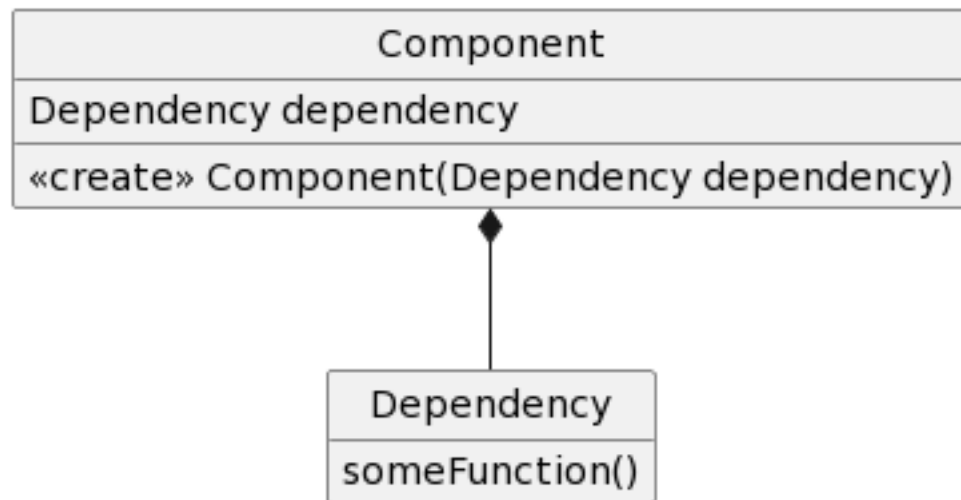 Component
Dependency dependency
«create» Component(Dependency dependency)
Dependency
someFunction()